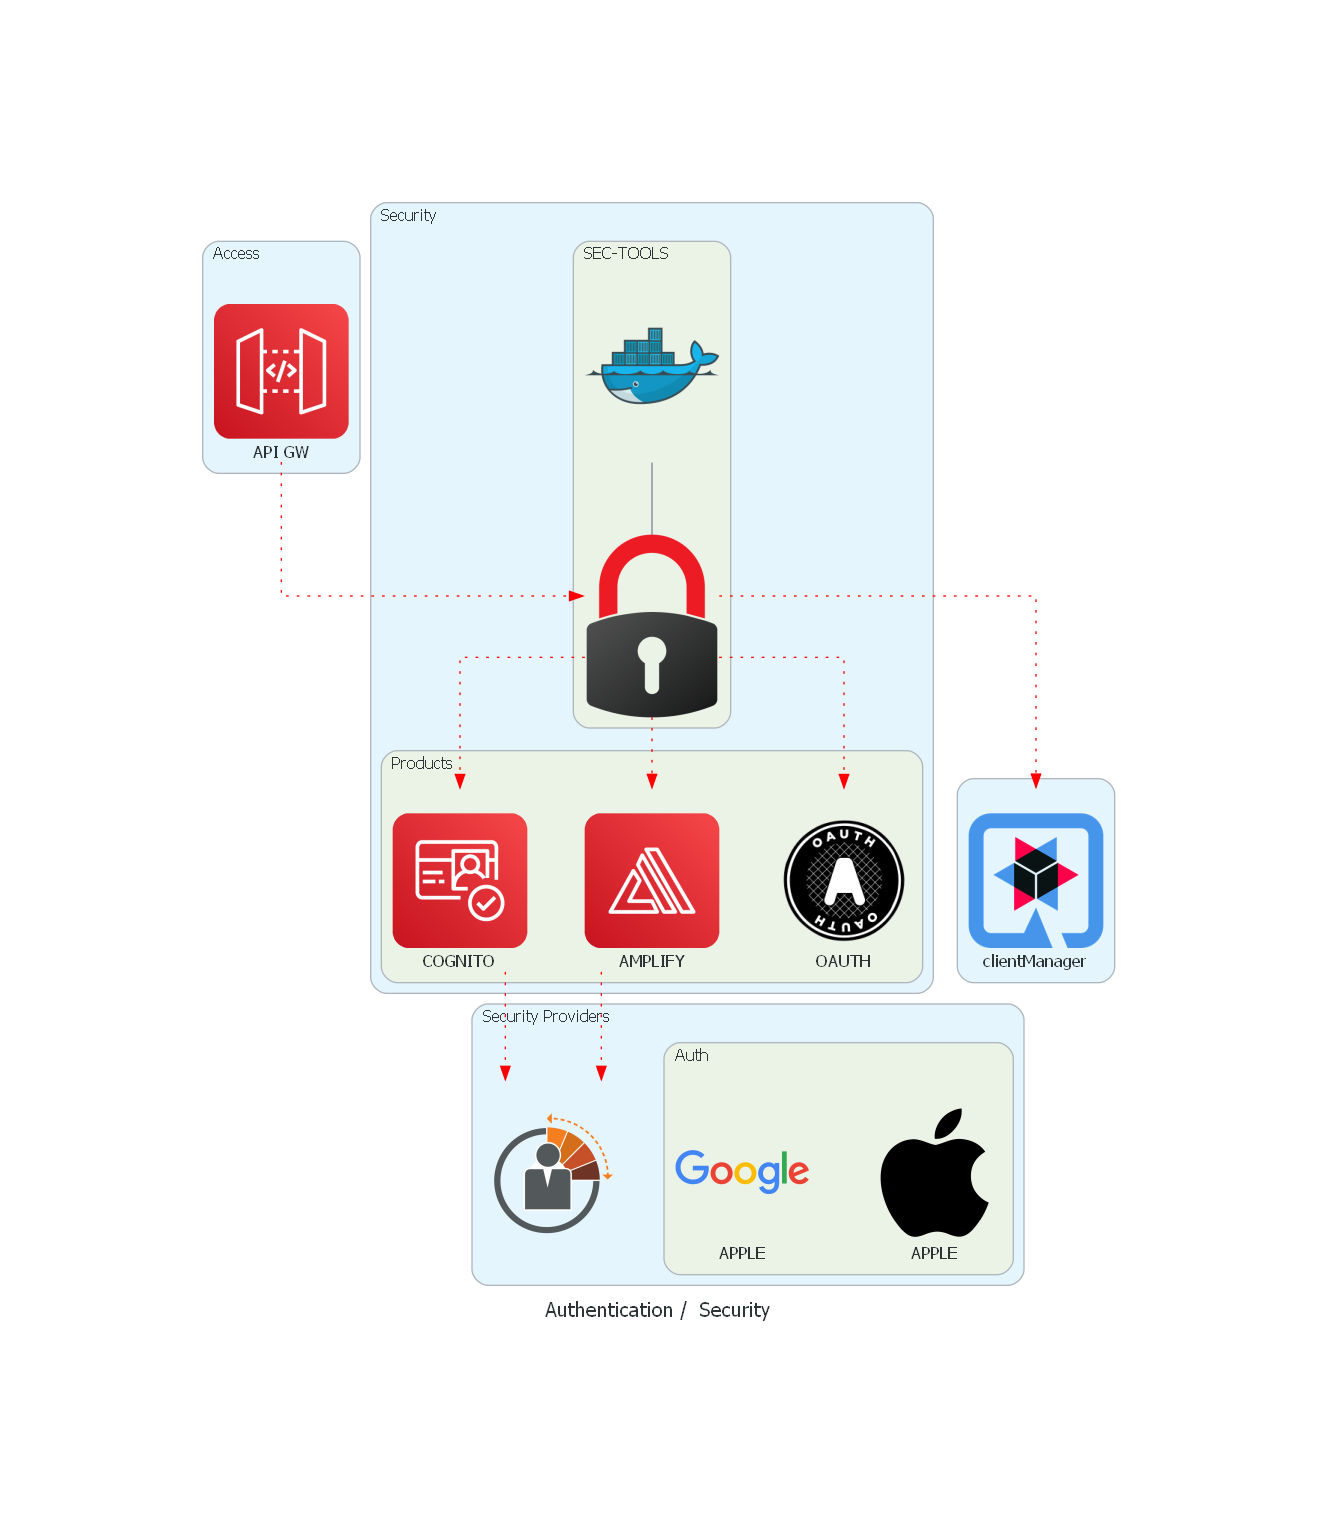 Security
Access
SEC-TOOLS
API GW
Products
OAUTH
OAUTH
COGNITO
AMPLIFY
OAUTH
clientManager
Security Providers
Auth
Google
APPLE
APPLE
Authentication / Security